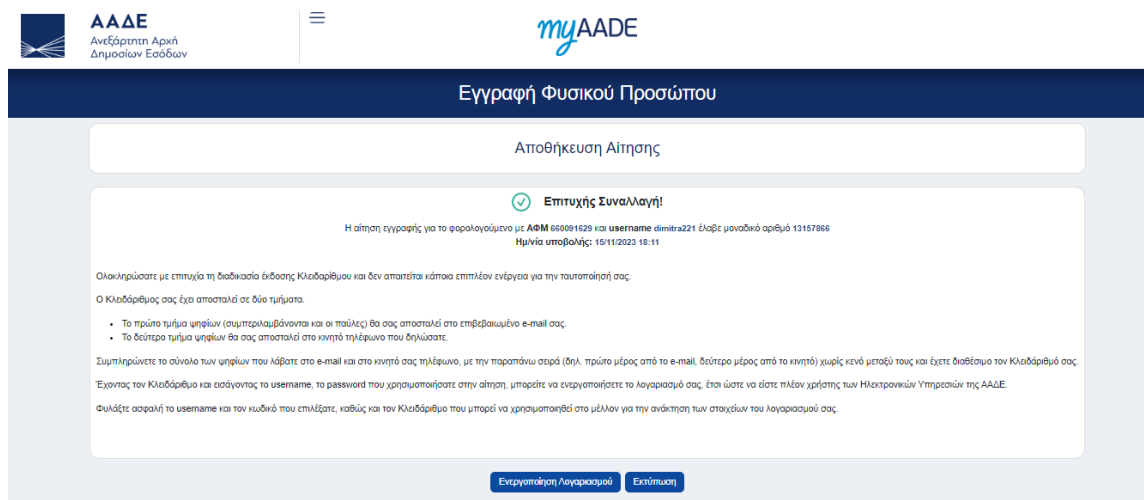 ΑΑΔΕ
Ανεξάρτητη Αρχή
Δημοσίων Εσόδων
myAADE
Εγγραφή Φυσικού Προσώπου
Αποθήκευση Αίτησης
Επιτυχής Συναλλαγή!
Η αίτηση εγγραφής για το φορολογούμενο με ΑΦΜ 660091629 και username dimitra221 έλαβε μοναδικό αριθμό 13157866
Ημ/νία υποβολής: 15/11/2023 18:11
Ολοκληρώσατε με επιτυχία τη διαδικασία έκδοσης Κλειδαρίθμου και δεν απαιτείται κάποια επιπλέον ενέργεια για την ταυτοποίησή σας.
Ο Κλειδάριθμος σας έχει αποσταλεί σε δύο τμήματα.
• Το πρώτο τμήμα ψηφίων (συμπεριλαμβάνονται και οι παύλες) θα σας αποσταλεί στο επιβεβαιωμένο e-mail σας.
• Το δεύτερο τμήμα ψηφίων θα σας αποσταλεί στο κινητό τηλέφωνο που δηλώσατε.
Συμπληρώνετε το σύνολο των ψηφίων που λάβατε στο e-mail και στο κινητό σας τηλέφωνο, με την παραπάνω σειρά (δηλ. πρώτο μέρος από το e-mail, δεύτερο μέρος από το κινητό) χωρίς κενό μεταξύ τους και έχετε διαθέσιμο τον Κλειδάριθμό σας.
Έχοντας τον Κλειδάριθμο και εισάγοντας το username, το password που χρησιμοποιήσατε στην αίτηση, μπορείτε να ενεργοποιήσετε το λογαριασμό σας, έτσι ώστε να είστε πλέον χρήστης των Ηλεκτρονικών Υπηρεσιών της ΑΑΔΕ.
Φυλάξτε ασφαλή το username και τον κωδικό που επιλέξατε, καθώς και τον Κλειδάριθμο που μπορεί να χρησιμοποιηθεί στο μέλλον για την ανάκτηση των στοιχείων του λογαριασμού σας.
Ενεργοποίηση Λογαριασμού Εκτύπωση